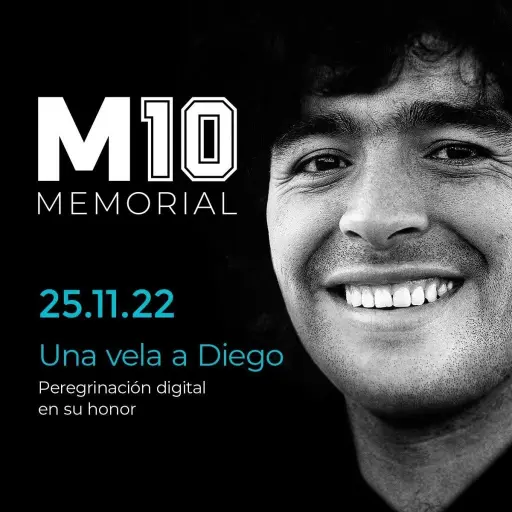 M10
MEMORIAL
25.11.22
Una vela a Diego
Peregrinación digital
en su honor